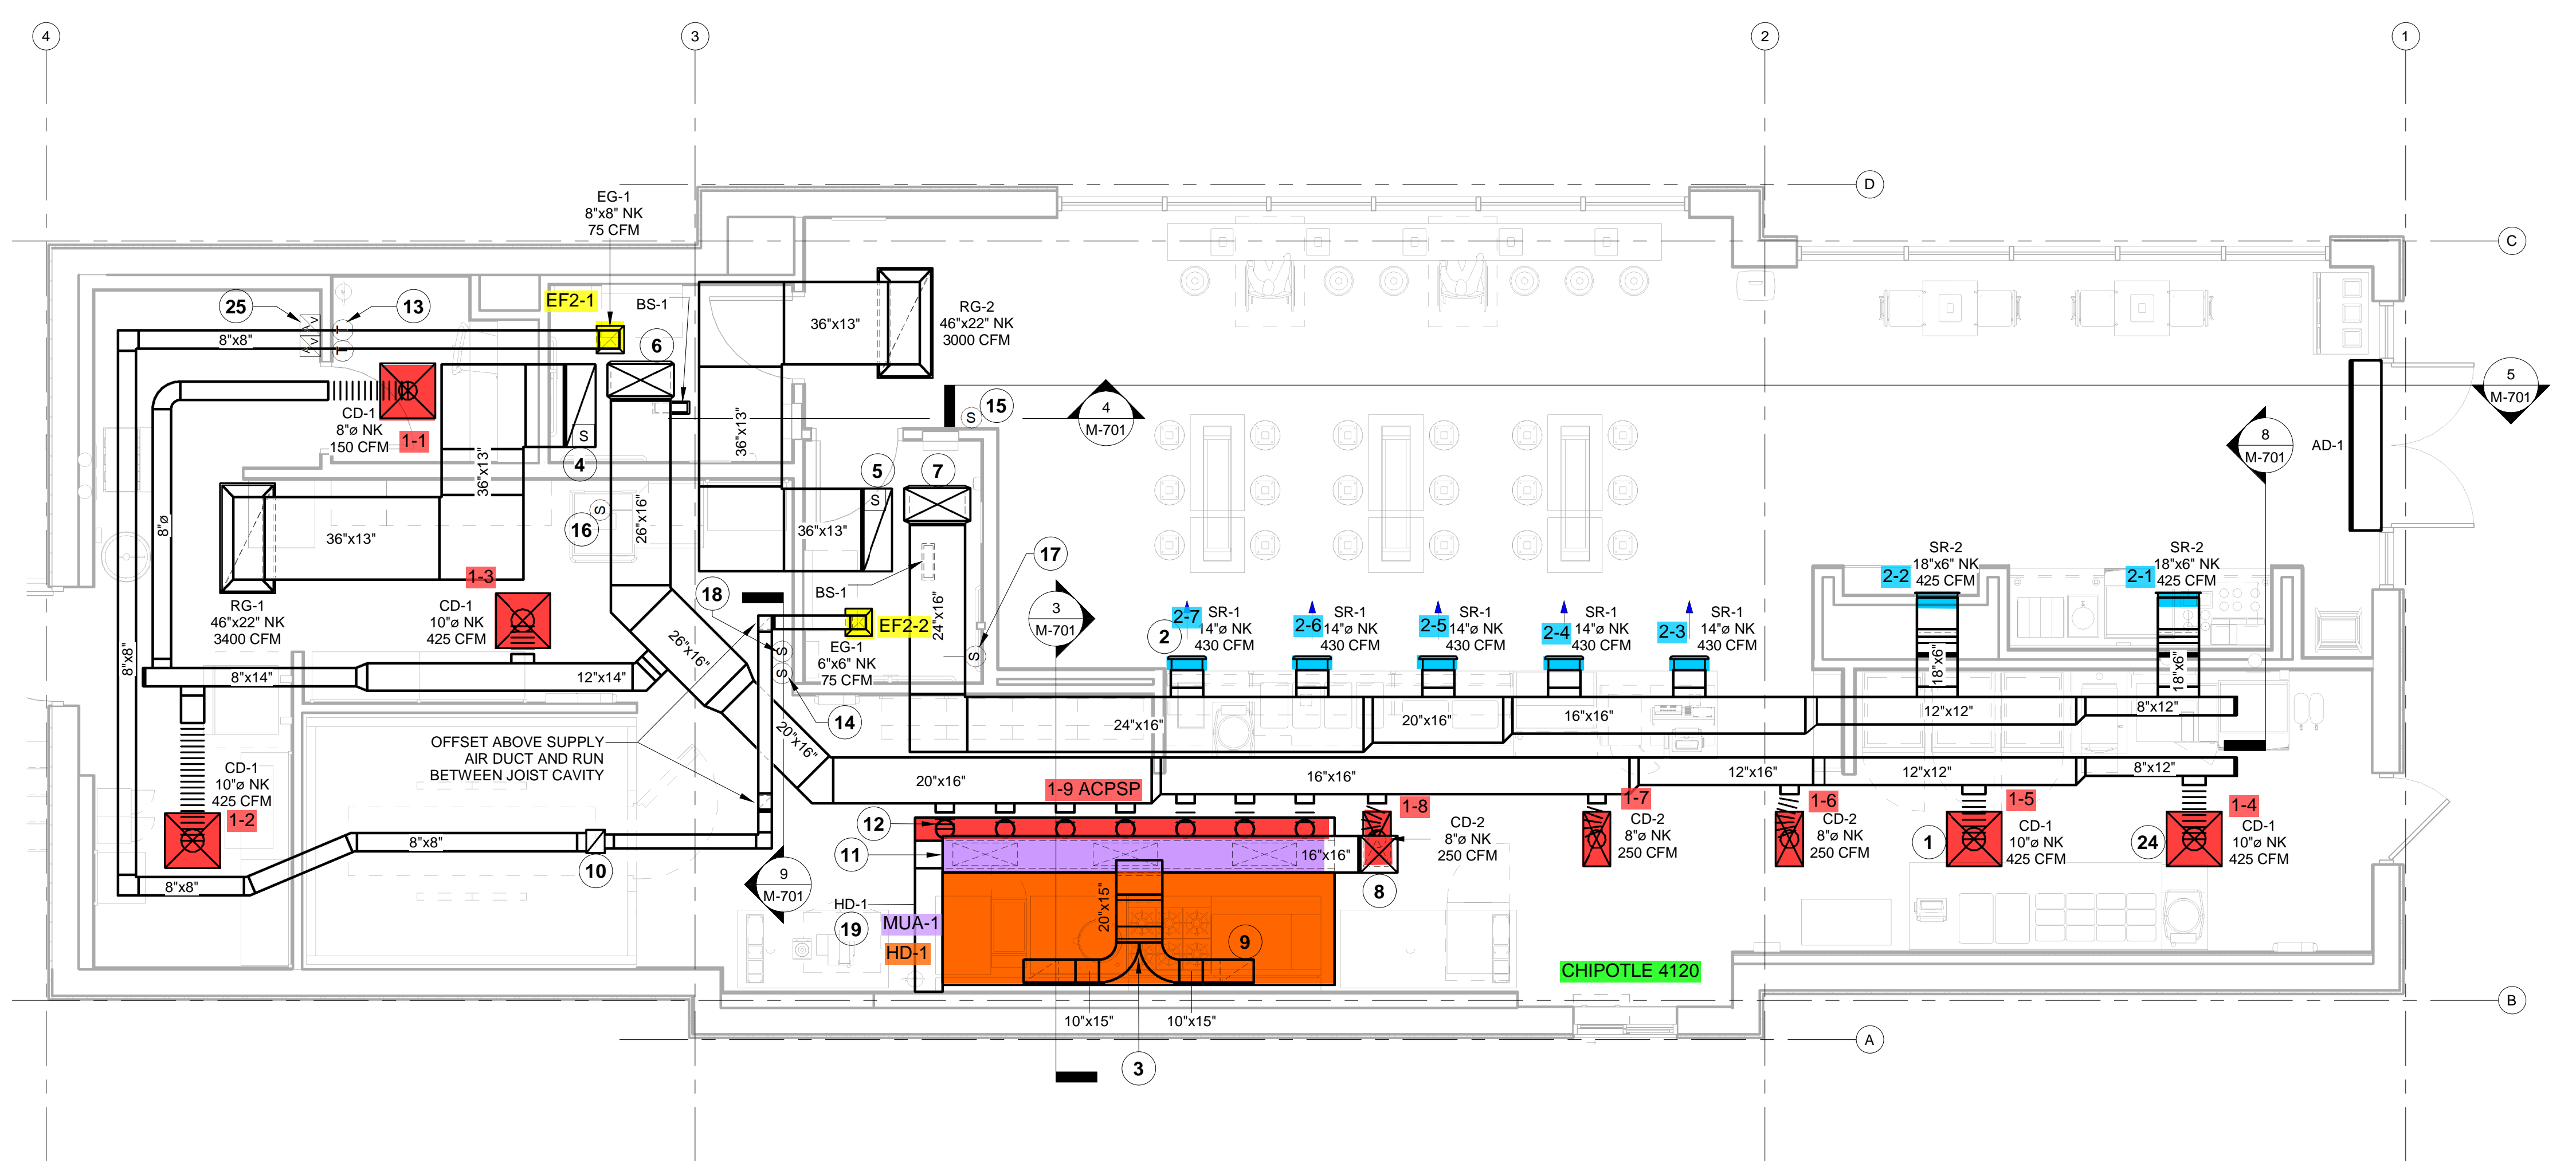 4
3
2
1
D
C
EG-1
8"x8" NK
75 CFM
EF2-1
BS-1
25
13
8"x8"
6
36"x13"
RG-2
46"x22" NK
3000 CFM
CD-1
8"ø NK
150 CFM
1-1
S
4
36"x13"
36"x13"
15
S
4
M-701
5
M-701
8
M-701
AD-1
5
S
7
16
S
26"x16"
8"ø
36"x13"
36"x13"
17
S
RG-1
46"x22" NK
3400 CFM
1-3
CD-1
10"ø NK
425 CFM
18
BS-1
EF2-2
24"x16"
EG-1
6"x6" NK
75 CFM
S
S
14
3
M-701
2
2-7
SR-1
14"ø NK
430 CFM
2-6
SR-1
14"ø NK
430 CFM
2-5
SR-1
14"ø NK
430 CFM
2-4
SR-1
14"ø NK
430 CFM
2-3
SR-1
14"ø NK
430 CFM
2-2
SR-2
18"x6" NK
425 CFM
2-1
SR-2
18"x6" NK
425 CFM
18"x6"
18"x6"
8"x8"
8"x14"
12"x14"
26"x16"
20"x16"
24"x16"
20"x16"
16"x16"
12"x12"
8"x12"
OFFSET ABOVE SUPPLY
AIR DUCT AND RUN
BETWEEN JOIST CAVITY
20"x16"
1-9 ACPSP
16"x16"
12"x16"
12"x12"
8"x12"
CD-1
10"ø NK
425 CFM
1-2
1-8
CD-2
8"ø NK
250 CFM
1-7
CD-2
8"ø NK
250 CFM
1-6
CD-2
8"ø NK
250 CFM
1
1-5
CD-1
10"ø NK
425 CFM
24
1-4
CD-1
10"ø NK
425 CFM
12
11
16"x16"
8
8"x8"
8"x8"
10
9
M-701
HD-1
19
MUA-1
HD-1
20"x15"
9
CHIPOTLE 4120
10"x15"
10"x15"
3
B
A